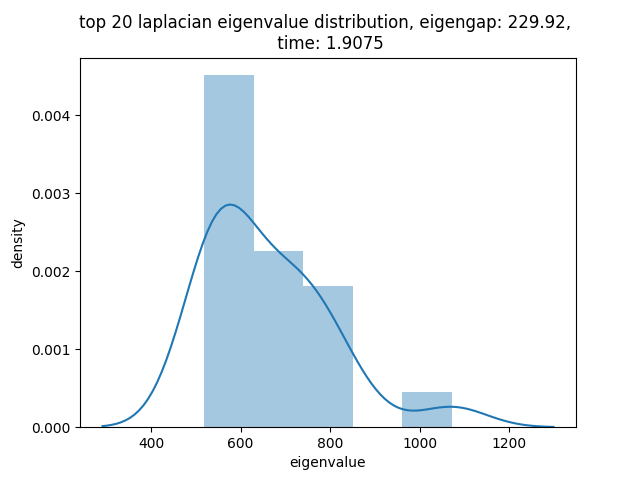 top 20 laplacian eigenvalue distribution, eigengap: 229.92,
time: 1.9075
density
0.004
0.003
0.002
0.001
0.000
400 600 800 1000 1200
eigenvalue